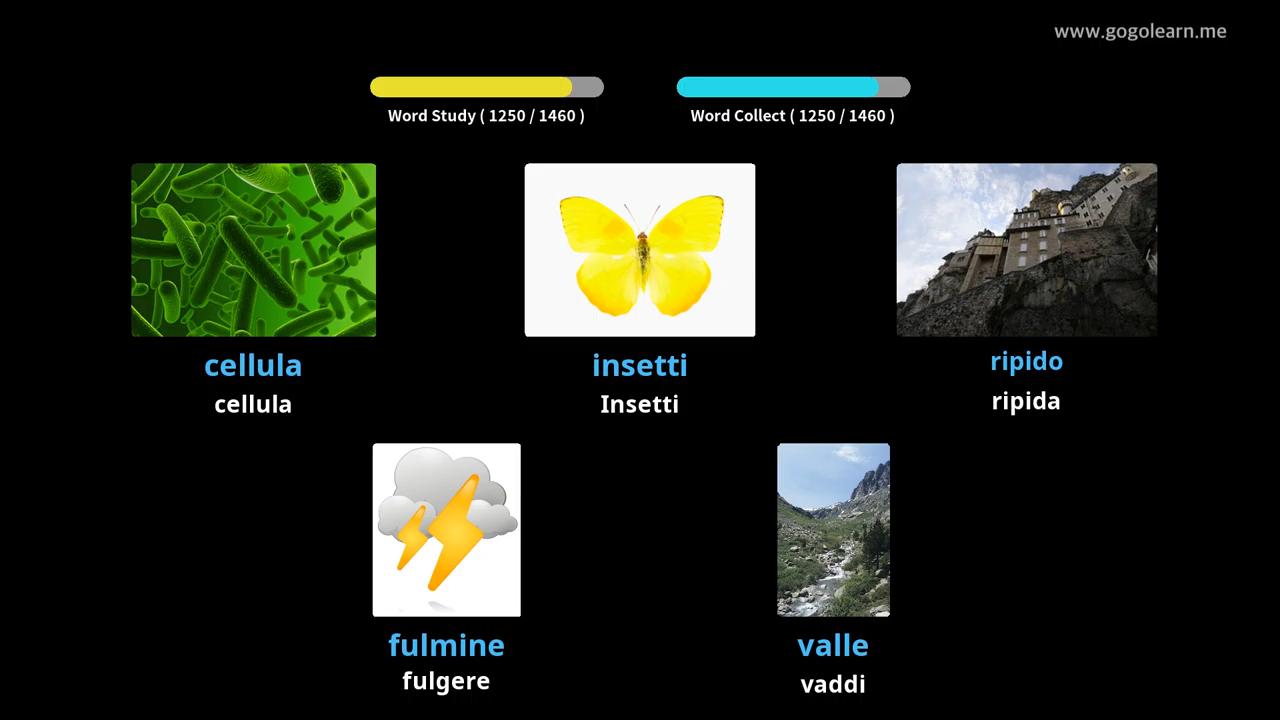 www.gogolearn.me
Word Study ( 1250 / 1460 )
Word Collect ( 1250 / 1460 )
cellula
cellula
insetti
Insetti
ripido
ripida
fulmine
fulgere
valle
vaddi